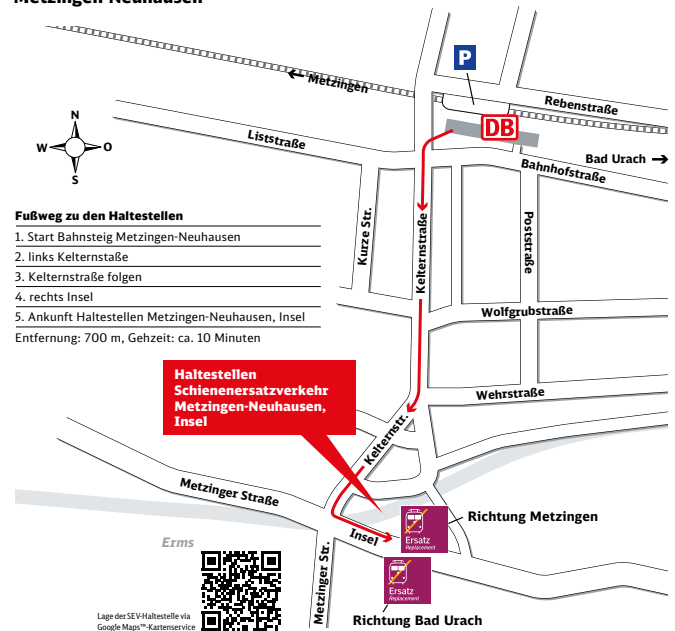 Metzingen-Neuhausen
P
Metzingen
Rebenstraße
DB
N
W
O
S
Liststraße
Bad Urach
Bahnhofstraße
Fußweg zu den Haltestellen
1. Start Bahnsteig Metzingen-Neuhausen
2. links Kelternstaße
3. Kelternstraße folgen
4. rechts Insel
5. Ankunft Haltestellen Metzingen-Neuhausen, Insel
Entfernung: 700 m, Gehzeit: ca. 10 Minuten
Kurze Str.
Kelternstraße
Poststraße
Wolfgrubstraße
Haltestellen
Schienenersatzverkehr
Metzingen-Neuhausen,
Insel
Wehrstraße
Kelternstr.
Metzinger Straße
Richtung Metzingen
Ersatz
Replacement
Insel
Erms
Metzinger Str.
Ersatz
Replacement
Richtung Bad Urach
Lage der SEV-Haltestelle via
Google Maps™-Kartenservice